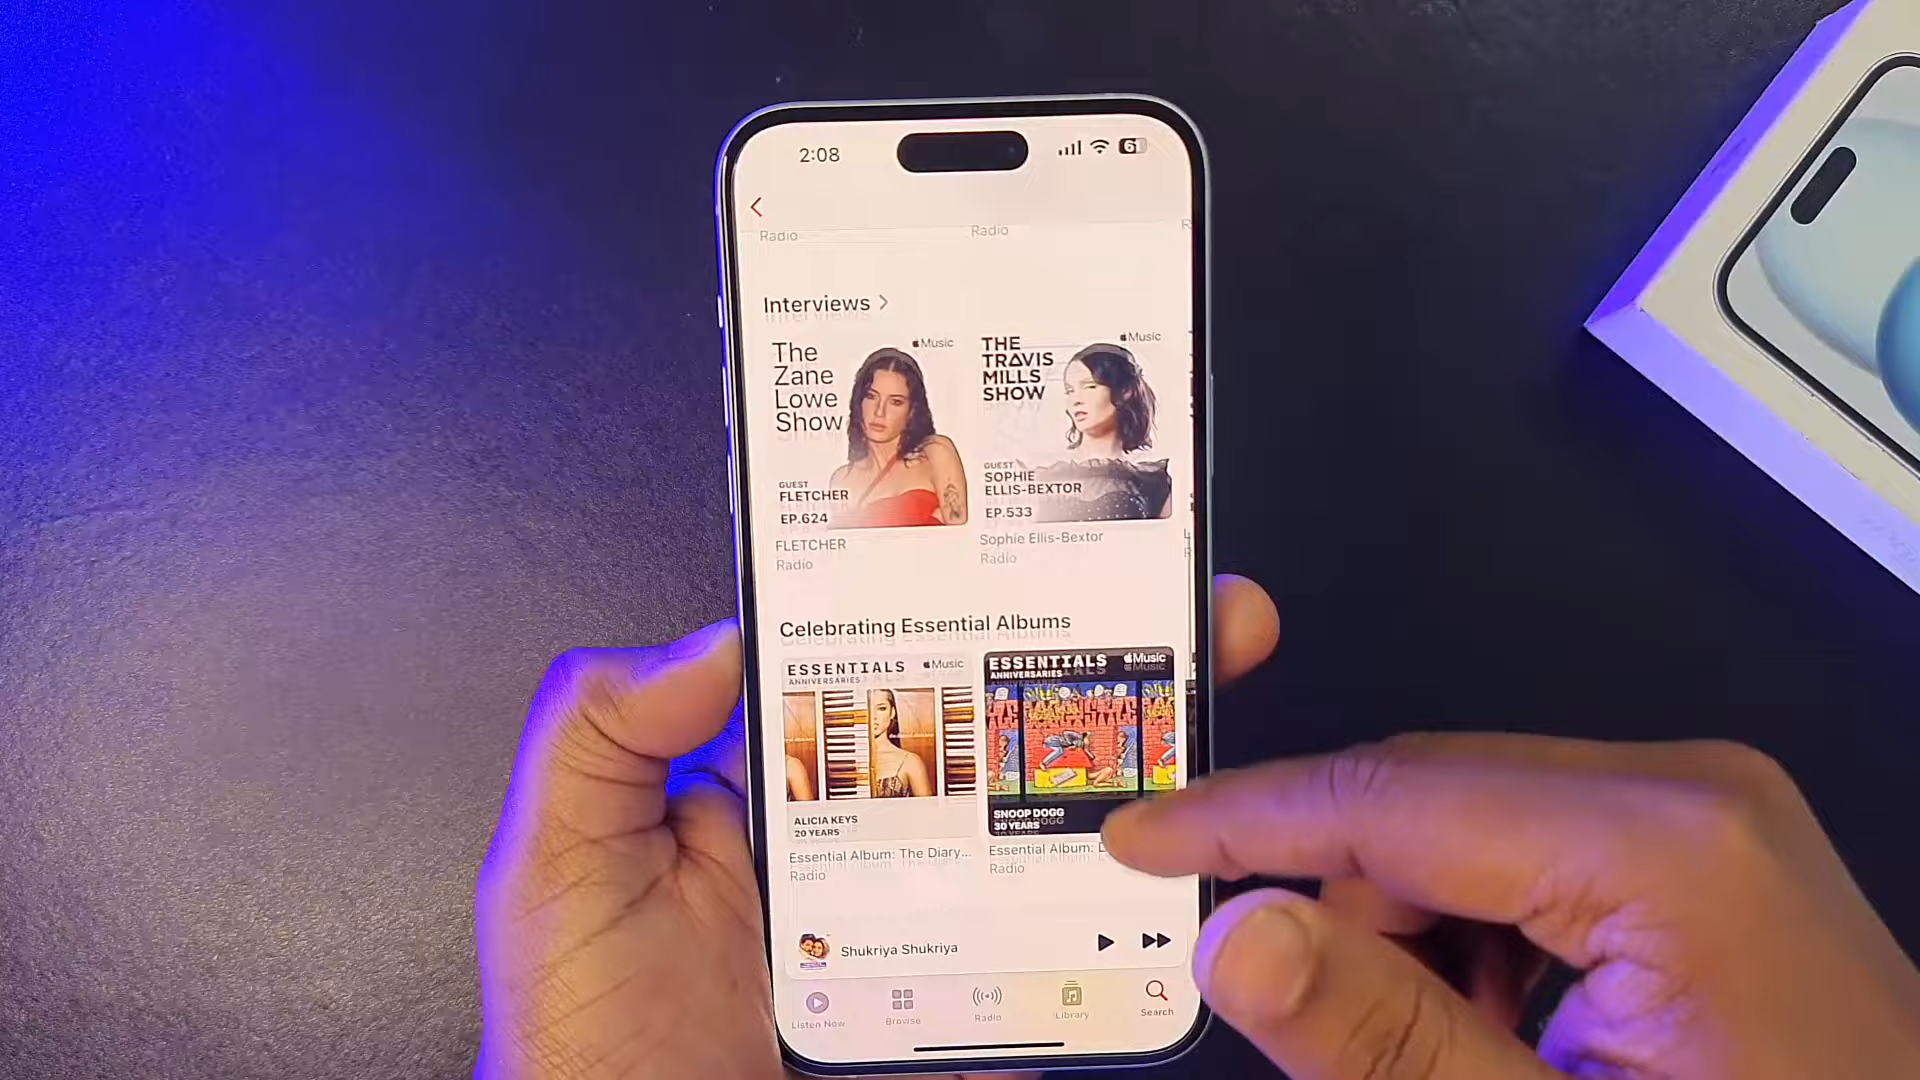 2:08
61
Radio
Radio
Interviews >
The
Zane
Lowe
Show
Music
GUEST
FLETCHER
EP.624
FLETCHER
Radio
THE
TRAVIS
MILLS
SHOW
Music
GUEST
SOPHIE
ELLIS-BEXTOR
EP.533
Sophie Ellis-Bextor
Radio
Celebrating Essential Albums
ESSENTIALS
ANNIVERSARIES
Music
ALICIA KEYS
20 YEARS
Essential Album: The Diary...
Radio
ESSENTIALS
ANNIVERSARIES
Music
SNOOP DOGG
30 YEARS
Essential Album:
Radio
Shukriya Shukriya
Listen Now
Browse
Radio
Library
Search